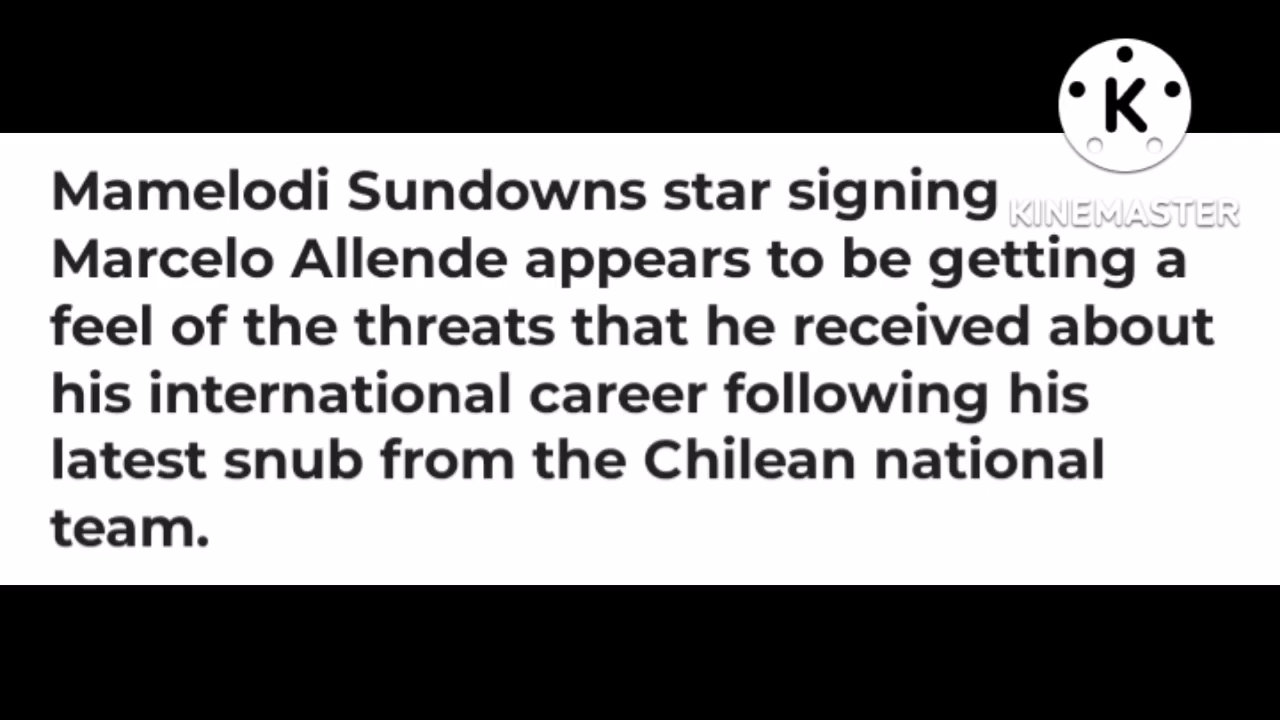 K
KINEMASTER
Mamelodi Sundowns star signing
Marcelo Allende appears to be getting a
feel of the threats that he received about
his international career following his
latest snub from the Chilean national
team.